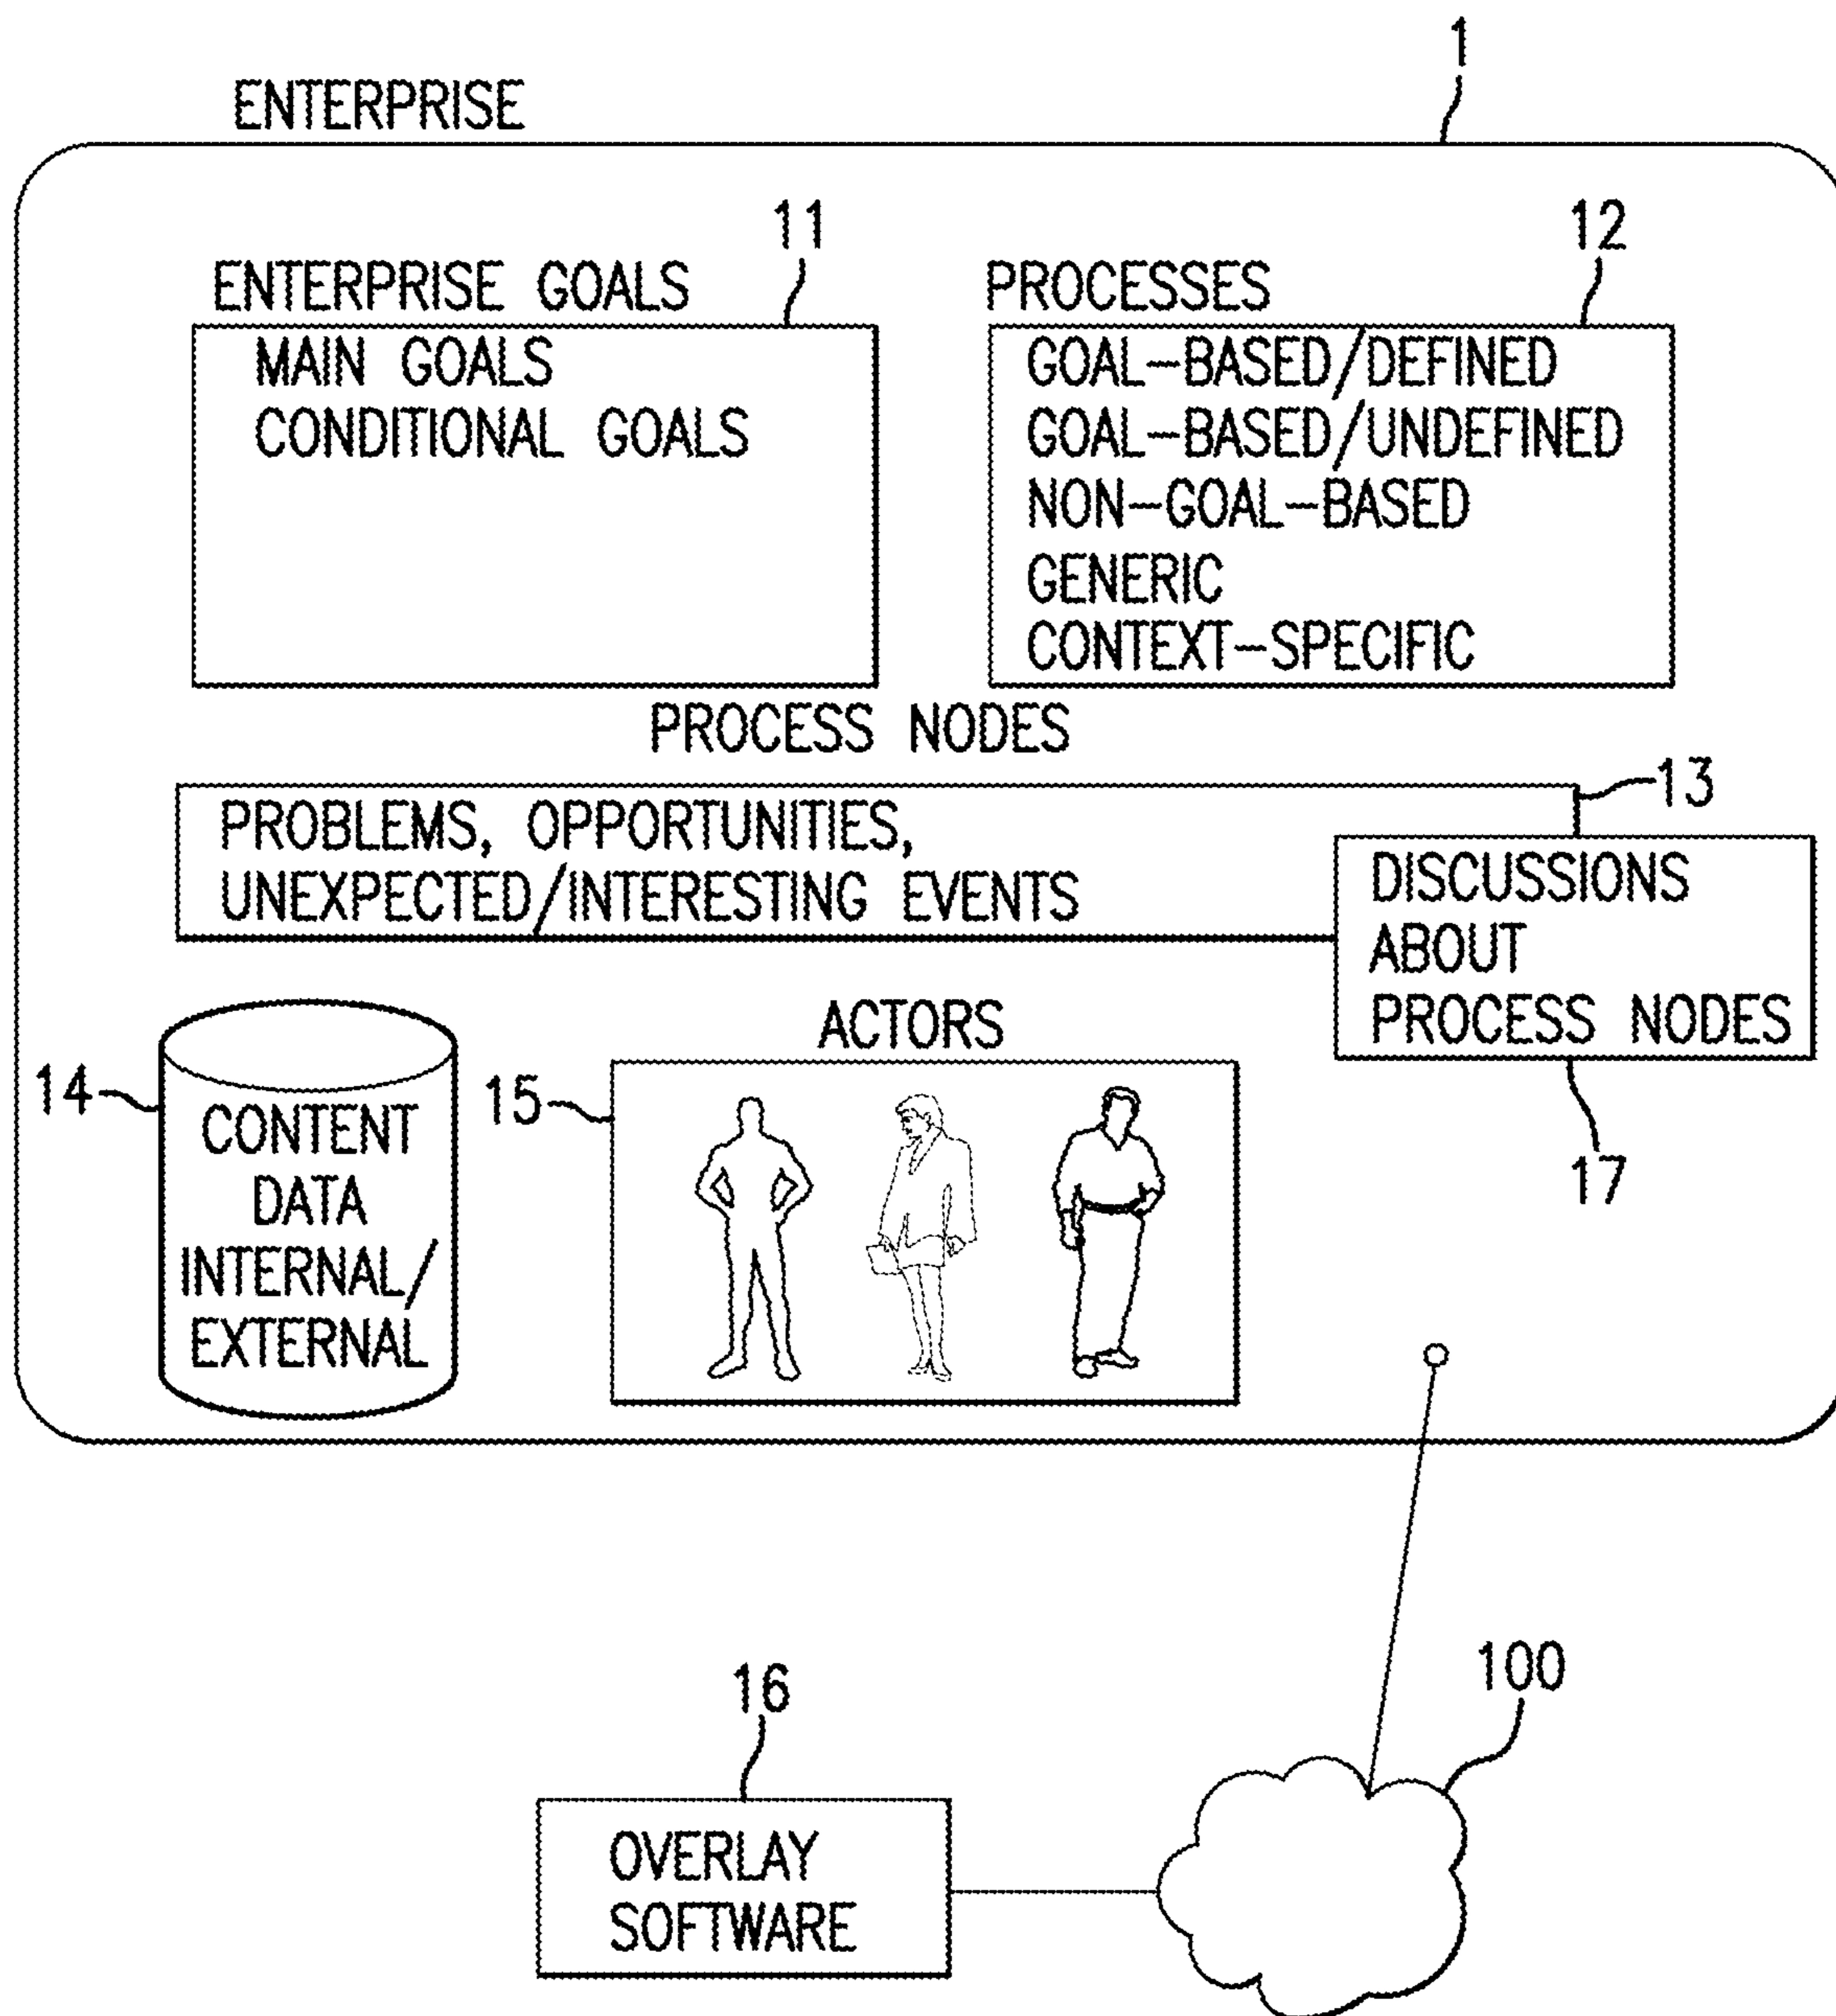 1
ENTERPRISE
11
12
ENTERPRISE GOALS
PROCESSES
MAIN GOALS
CONDITIONAL GOALS
GOAL-BASED/DEFINED
GOAL-BASED/UNDEFINED
NON-GOAL-BASED
GENERIC
CONTEXT-SPECIFIC
PROCESS NODES
13
PROBLEMS, OPPORTUNITIES,
UNEXPECTED/INTERESTING EVENTS
DISCUSSIONS
ABOUT
PROCESS NODES
17
14
CONTENT
DATA
INTERNAL/
EXTERNAL
ACTORS
15
16
100
OVERLAY
SOFTWARE